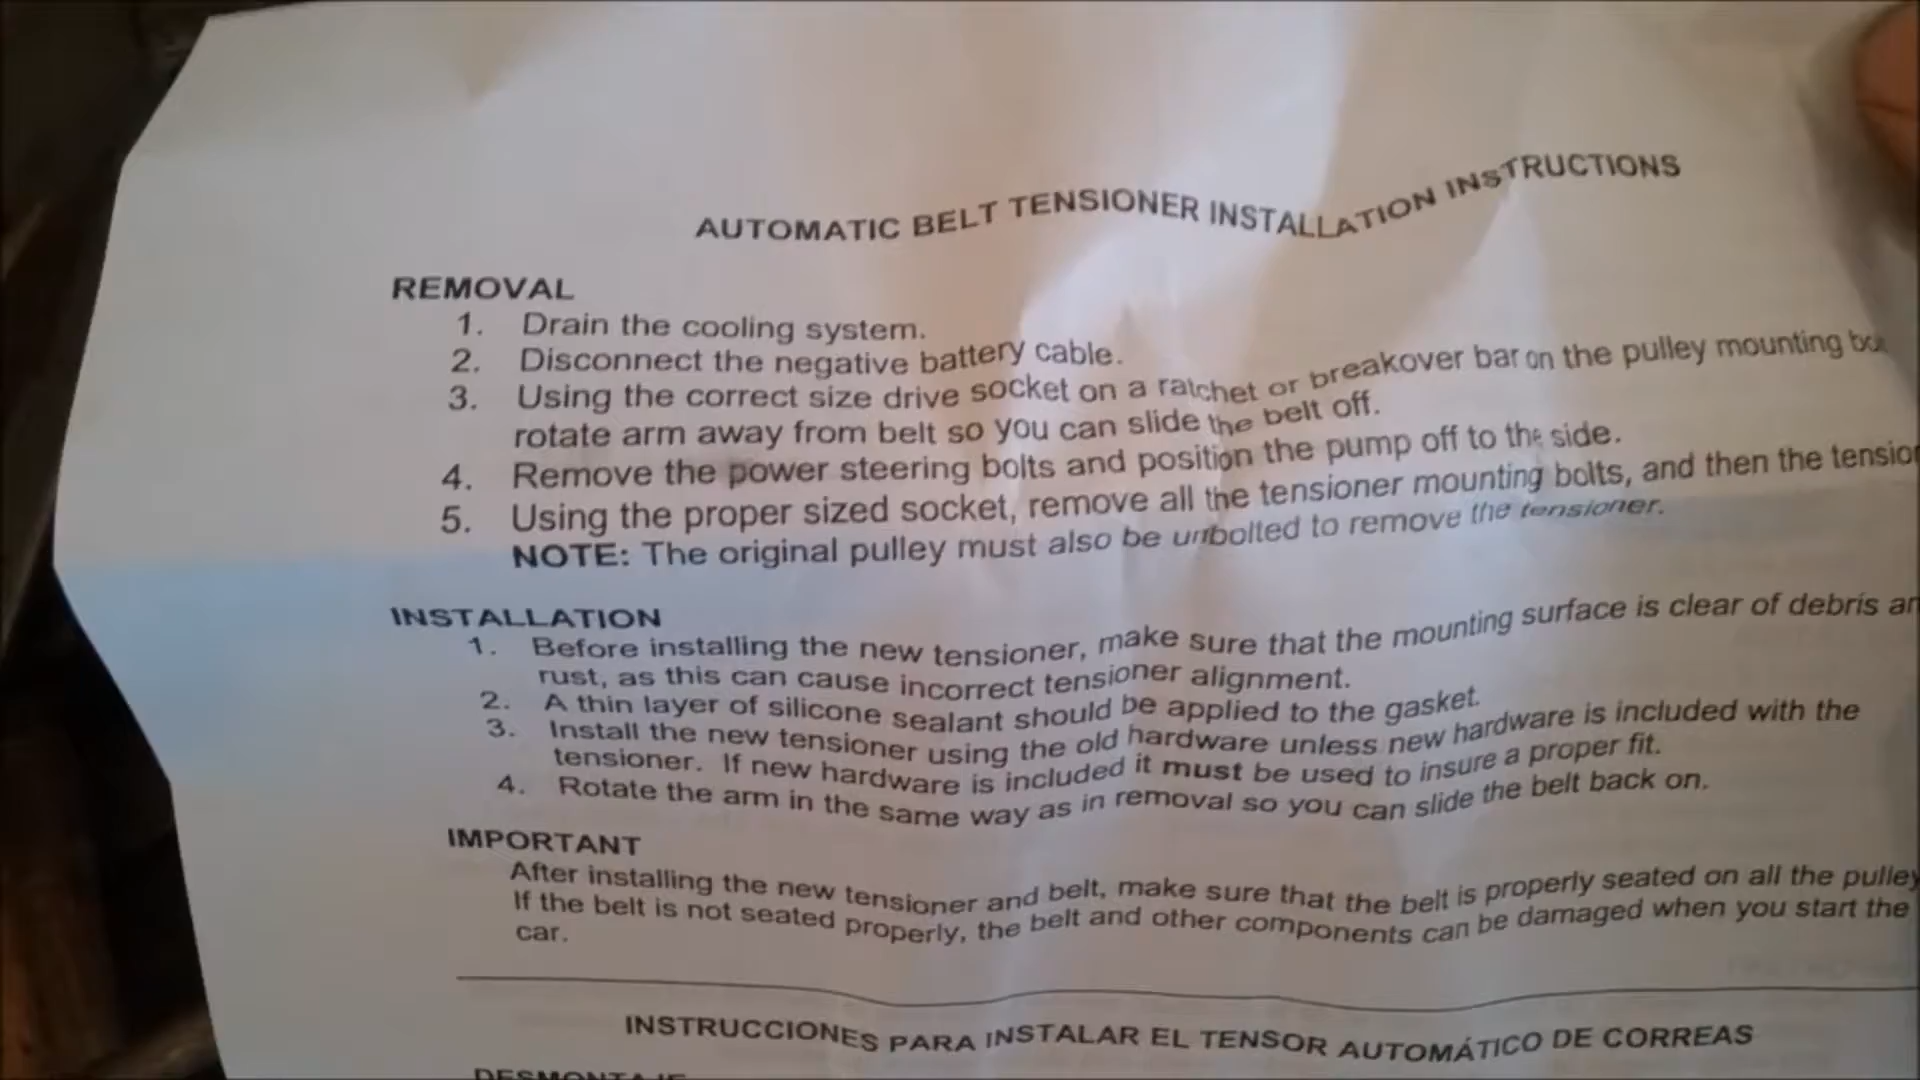 AUTOMATIC BELT TENSIONER INSTALLATION INSTRUCTIONS
REMOVAL
1. Drain the cooling system.
2. Disconnect the negative battery cable.
3. Using the correct size drive socket on a ratchet or breakover bar on the pulley mounting
rotate arm away from belt so you can slide the belt off.
4. Remove the power steering bolts and position the pump off to the side.
5. Using the proper sized socket, remove all the tensioner mounting bolts, and then the tension
NOTE: The original pulley must also be unbolted to remove the tensioner.
INSTALLATION
1. Before installing the new tensioner, make sure that the mounting surface is clear of debris an
rust, as this can cause incorrect tensioner alignment.
2. A thin layer of silicone sealant should be applied to the gasket.
3. Install the new tensioner using the old hardware unless new hardware is included with the
tensioner. If new hardware is included it must be used to insure a proper fit.
4. Rotate the arm in the same way as in removal so you can slide the belt back on.
IMPORTANT
After installing the new tensioner and belt, make sure that the belt is properly seated on all the pulley
If the belt is not seated properly, the belt and other components can be damaged when you start the
car.
INSTRUCCIONES PARA INSTALAR EL TENSOR AUTOMÁTICO DE CORREAS
DESMONTAJE